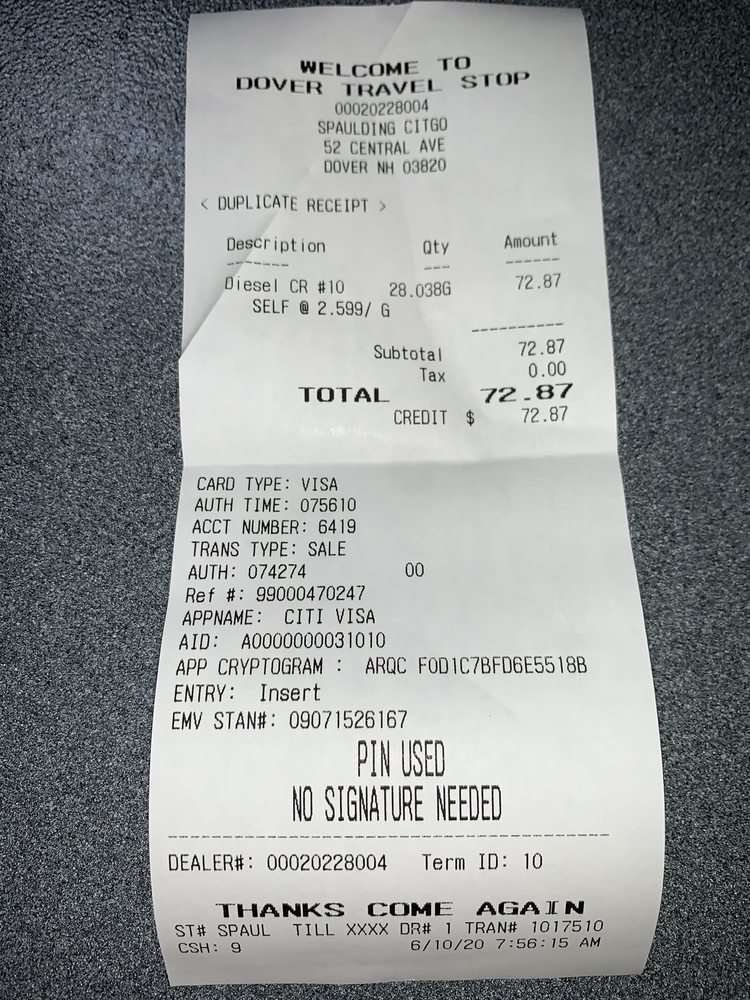 WELCOME TO
DOVER TRAVEL STOP
00020228004
SPAULDING CITGO
52 CENTRAL AVE
DOVER NH 03820
< DUPLICATE RECEIPT >
Description Qty Amount
------- --- ------
Diesel CR #10 28.038G 72.87
SELF @ 2.599/ G
----------
Subtotal 72.87
Tax 0.00
TOTAL 72.87
CREDIT $ 72.87
CARD TYPE: VISA
AUTH TIME: 075610
ACCT NUMBER: 6419
TRANS TYPE: SALE
AUTH: 074274 00
Ref #: 99000470247
APPNAME: CITI VISA
AID: A0000000031010
APP CRYPTOGRAM : ARQC F0D1C7BFD6E5518B
ENTRY: Insert
EMV STAN#: 09071526167
PIN USED
NO SIGNATURE NEEDED
DEALER#: 00020228004 Term ID: 10
THANKS COME AGAIN
ST# SPAUL TILL XXXX DR# 1 TRAN# 1017510
CSH: 9 6/10/20 7:56:15 AM